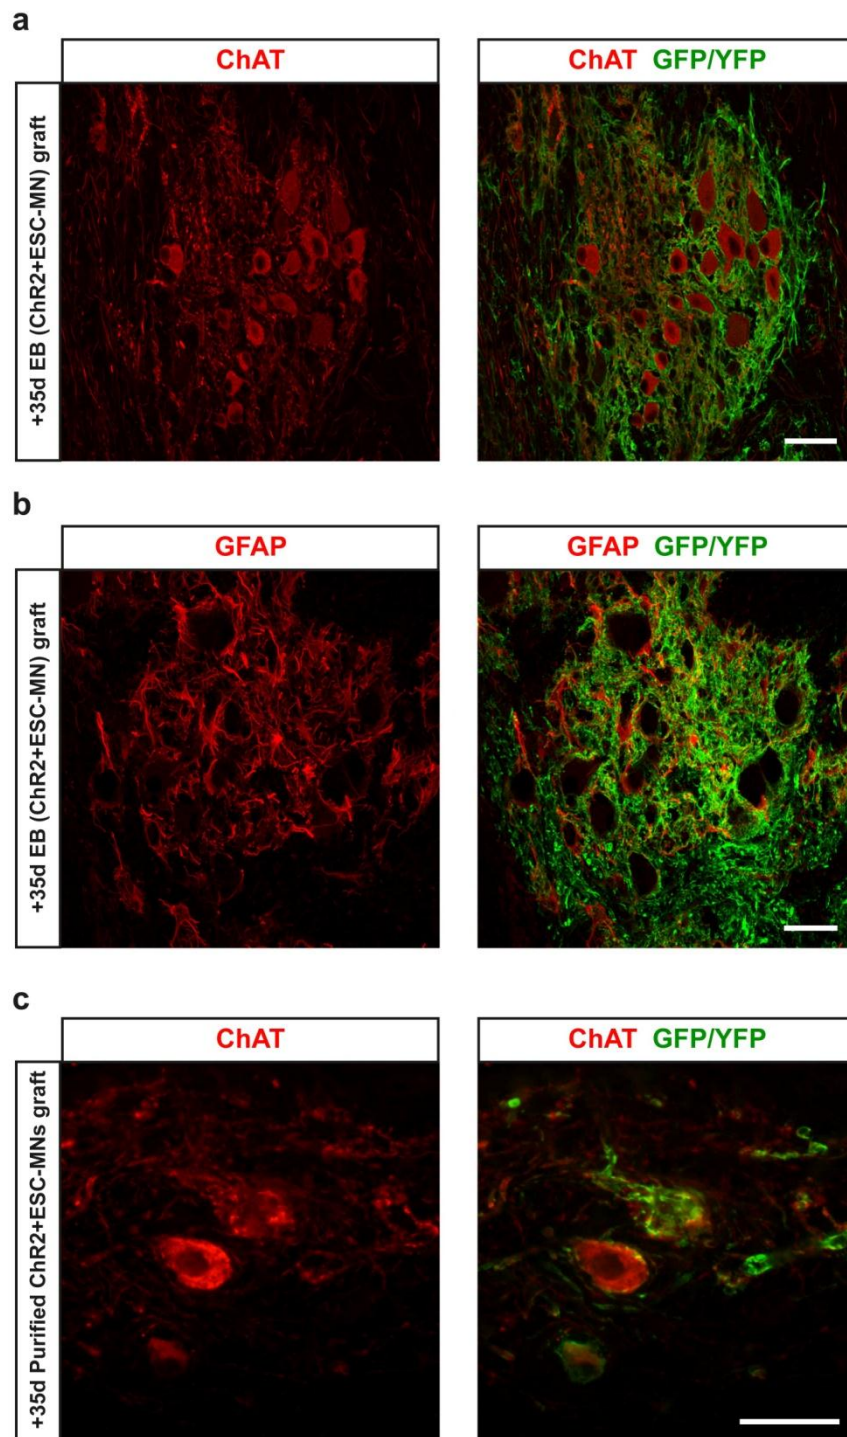 a
ChAT
ChAT GFP/YFP
+35d EB (ChR2+ESC-MN) graft
b
GFAP
GFAP GFP/YFP
+35d EB (ChR2+ESC-MN) graft
c
ChAT
ChAT GFP/YFP
+35d Purified ChR2+ESC-MNs graft